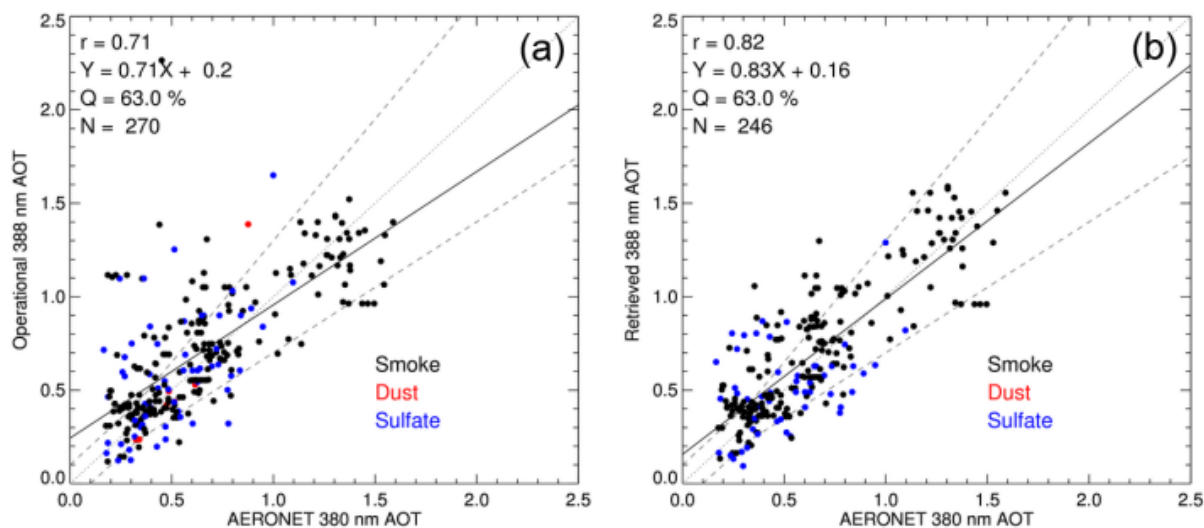 (a)
r = 0.71
Y = 0.71X + 0.2
Q = 63.0 %
N = 270
Operational 388 nm AOT
2.5
2.0
1.5
1.0
0.5
0.0
Smoke
Dust
Sulfate
0.0 0.5 1.0 1.5 2.0 2.5
AERONET 380 nm AOT
(b)
r = 0.82
Y = 0.83X + 0.16
Q = 63.0 %
N = 246
Retrieved 388 nm AOT
2.5
2.0
1.5
1.0
0.5
0.0
Smoke
Dust
Sulfate
0.0 0.5 1.0 1.5 2.0 2.5
AERONET 380 nm AOT